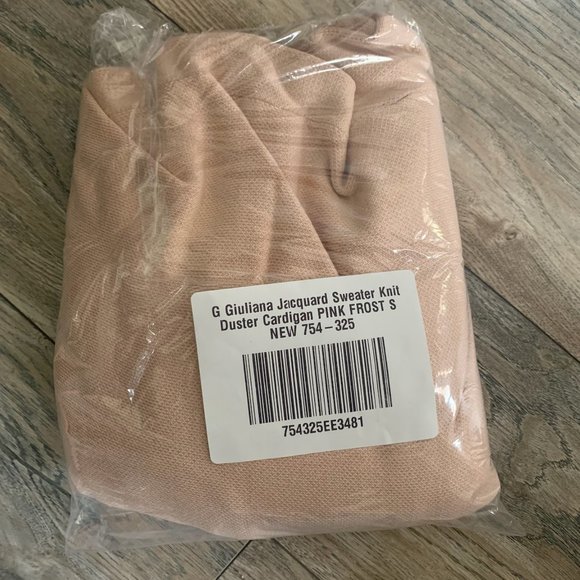 G Giuliana Jacquard Sweater Knit
Duster Cardigan PINK FROST S
NEW 754-325
754325EE3481